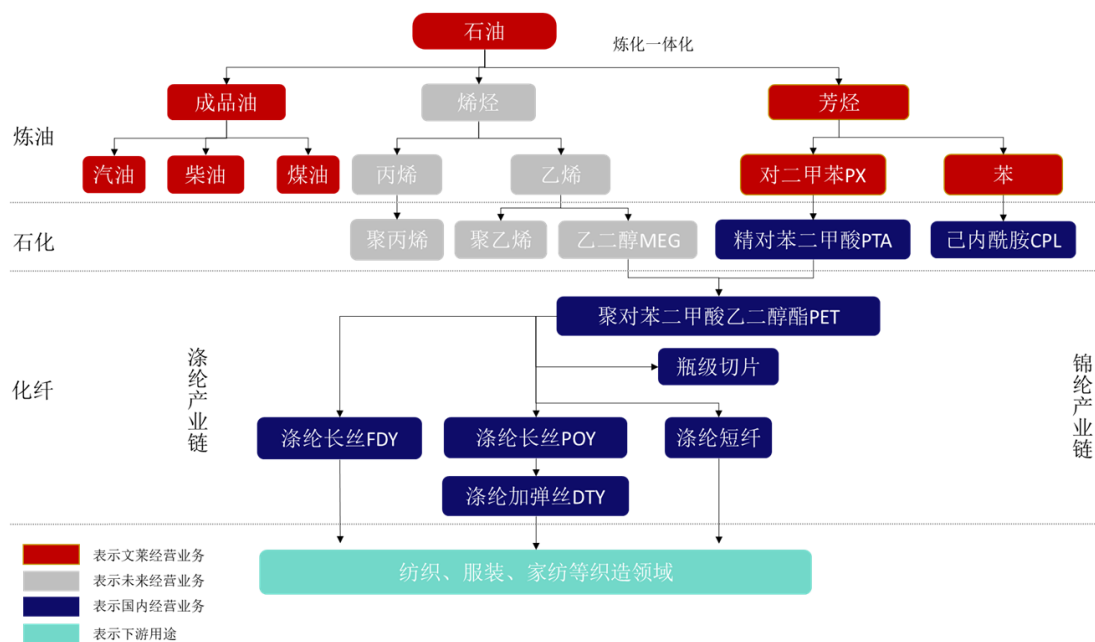 石油
炼化一体化
成品油
烯烃
芳烃
炼油
汽油
柴油
煤油
丙烯
乙烯
对二甲苯PX
苯
石化
聚丙烯
聚乙烯
乙二醇MEG
精对苯二甲酸PTA
己内酰胺CPL
聚对苯二甲酸乙二醇酯PET
涤纶产业链
瓶级切片
锦纶产业链
化纤
涤纶长丝FDY
涤纶长丝POY
涤纶短纤
涤纶加弹丝DTY
表示文莱经营业务
表示未来经营业务
表示国内经营业务
表示下游用途
纺织、服装、家纺等织造领域